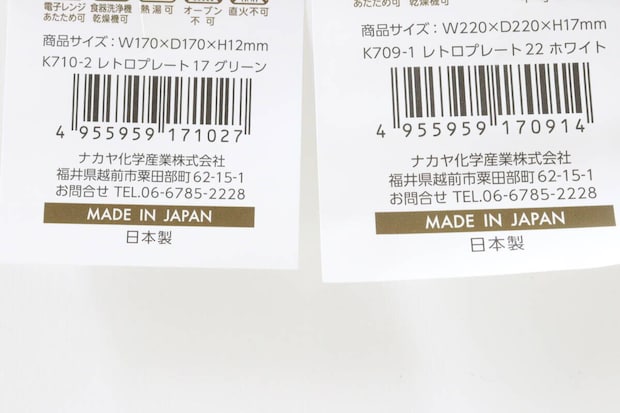 電子レンジ 食器洗浄機 熱湯可 オーブン 直火不可
あたため可 乾燥機可 不可
商品サイズ：W170×D170×H12mm
K710-2 レトロプレート17 グリーン
4 955959 171027
ナカヤ化学産業株式会社
福井県越前市粟田部町62-15-1
お問合せ TEL.06-6785-2228
MADE IN JAPAN
日本製
あたため可 乾燥機可 不可
商品サイズ：W220×D220×H17mm
K709-1 レトロプレート22 ホワイト
4 955959 170914
ナカヤ化学産業株式会社
福井県越前市粟田部町62-15-1
お問合せ TEL.06-6785-2228
MADE IN JAPAN
日本製